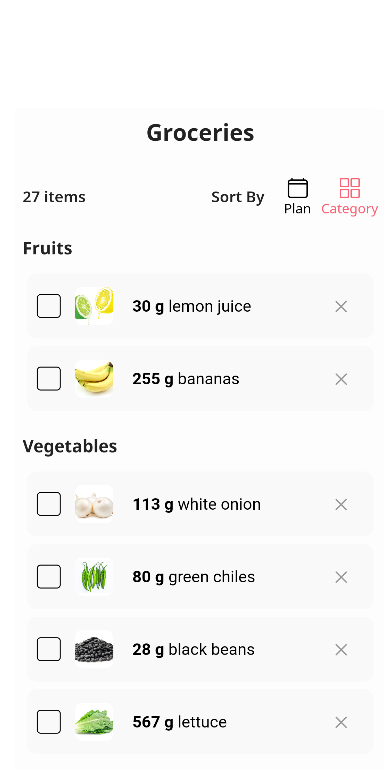 Groceries
27 items
Sort By
Plan
Category
Fruits
30 g lemon juice
255 g bananas
Vegetables
113 g white onion
80 g green chiles
28 g black beans
567 g lettuce